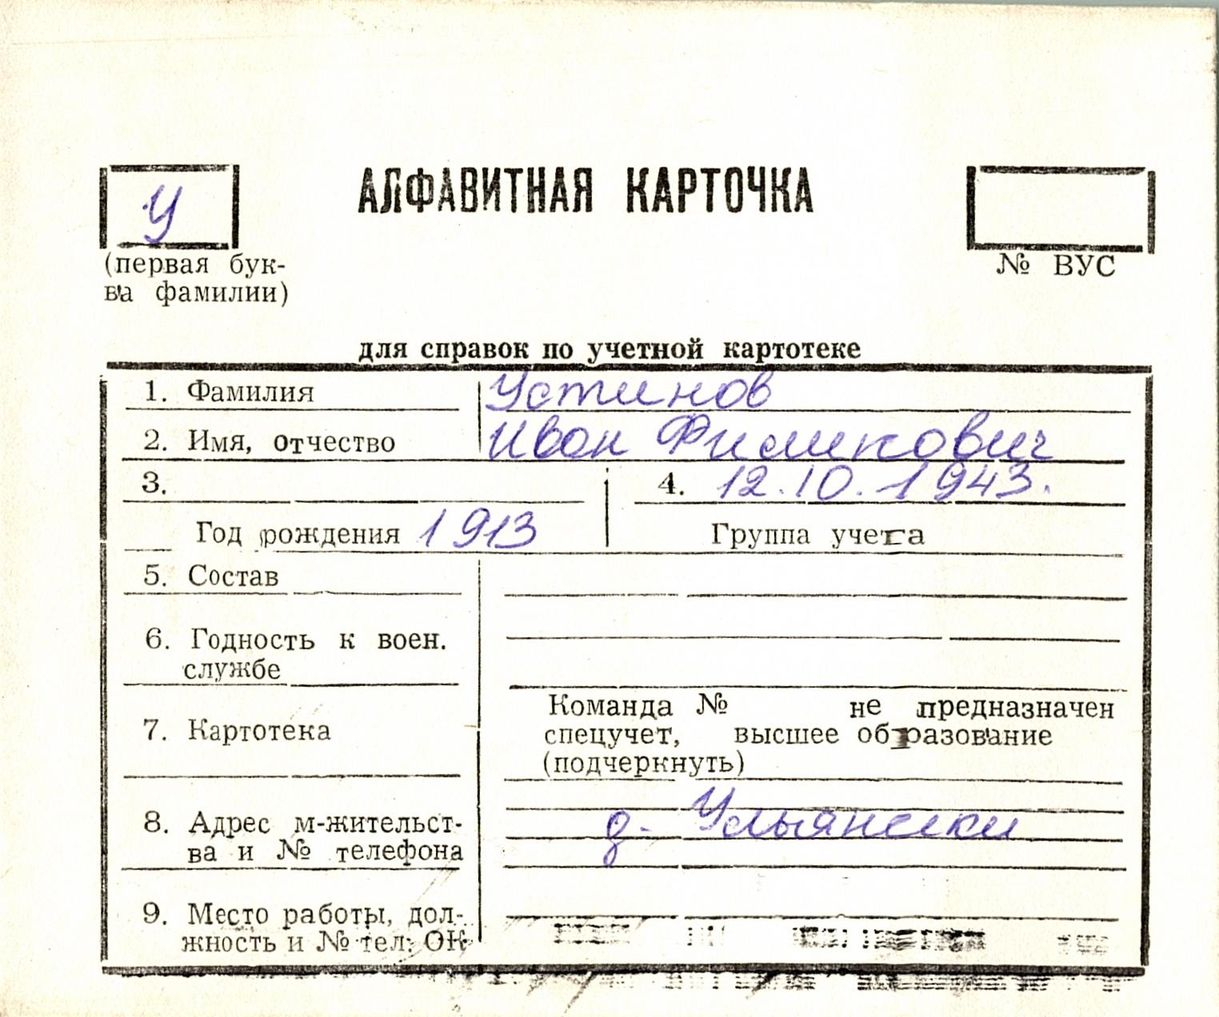 У
АЛФАВИТНАЯ КАРТОЧКА
(первая бук-
ва фамилии)
№ ВУС
для справок по учетной картотеке
1. Фамилия Устинов
2. Имя, отчество Иван Филиппович
3.
4. 12.10.1943.
Год рождения 1913
Группа учета
5. Состав
6. Годность к воен.
службе
7. Картотека
Команда № не предназначен
спецучет, высшее образование
(подчеркнуть)
8. Адрес м-жительст-
ва и № телефона
д. Ульяники
9. Место работы, дол-
жность и № тел. ОК